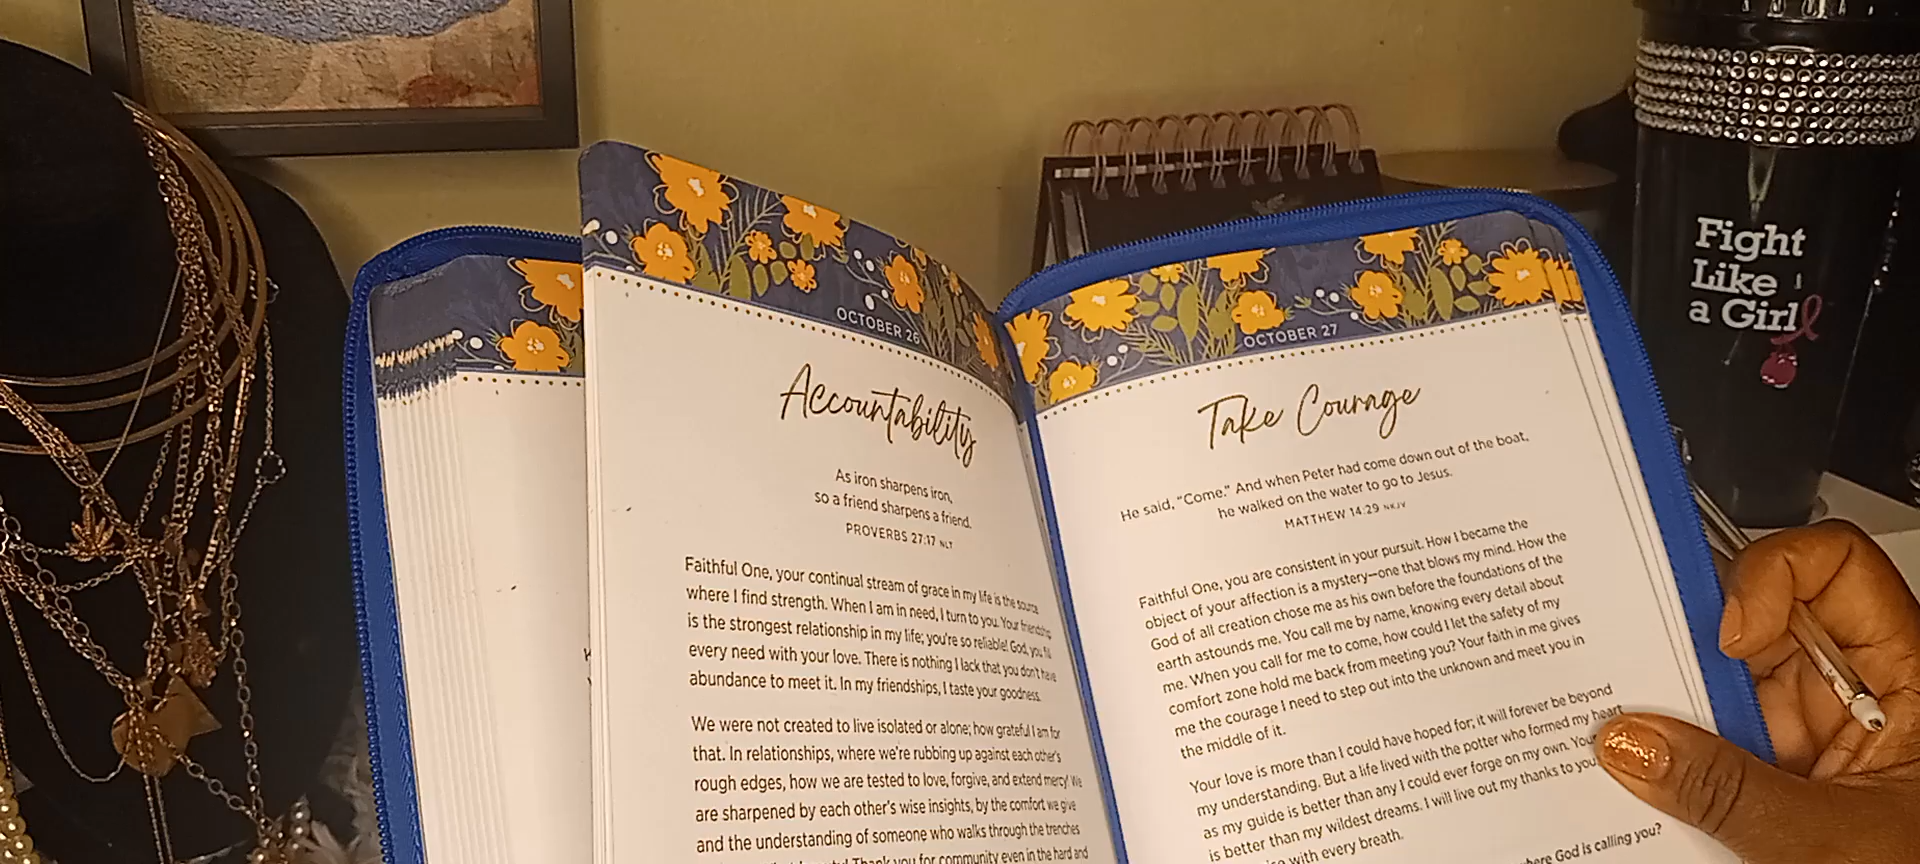 OCTOBER 26
Accountability
As iron sharpens iron,
so a friend sharpens a friend.
PROVERBS 27:17 NLT
Faithful One, your continual stream of grace in my life is the source
where I find strength. When I am in need, I turn to you. Your friendship
is the strongest relationship in my life; you're so reliable! God, you fill
every need with your love. There is nothing I lack that you don't have
abundance to meet it. In my friendships, I taste your goodness.
We were not created to live isolated or alone; how grateful I am for
that. In relationships, where we're rubbing up against each other's
rough edges, how we are tested to love, forgive, and extend mercy! We
are sharpened by each other's wise insights, by the comfort we give
and the understanding of someone who walks through the trenches
Thank you for community even in the hard and
OCTOBER 27
Take Courage
He said, "Come." And when Peter had come down out of the boat,
he walked on the water to go to Jesus.
MATTHEW 14:29 NKJV
Faithful One, you are consistent in your pursuit. How I became the
object of your affection is a mystery—one that blows my mind. How the
God of all creation chose me as his own before the foundations of the
earth astounds me. You call me by name, knowing every detail about
me. When you call for me to come, how could I let the safety of my
comfort zone hold me back from meeting you? Your faith in me gives
me the courage I need to step out into the unknown and meet you in
the middle of it.
Your love is more than I could have hoped for; it will forever be beyond
my understanding. But a life lived with the potter who formed my heart
as my guide is better than any I could ever forge on my own. Your
is better than my wildest dreams. I will live out my thanks to you
with every breath.
where God is calling you?
Fight
Like
a Girl